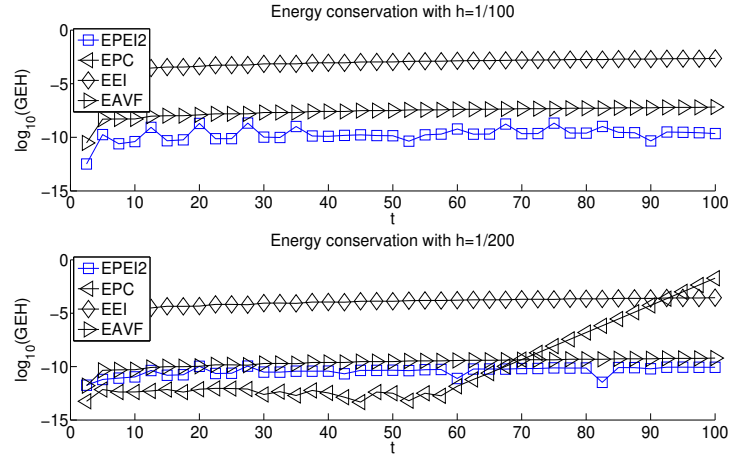 Energy conservation with h=1/100
log10(GEH)
0
−5
−10
−15
EPEI2
EPC
EEI
EAVF
0 10 20 30 40 50 60 70 80 90 100
t
Energy conservation with h=1/200
log10(GEH)
0
−5
−10
−15
EPEI2
EPC
EEI
EAVF
0 10 20 30 40 50 60 70 80 90 100
t